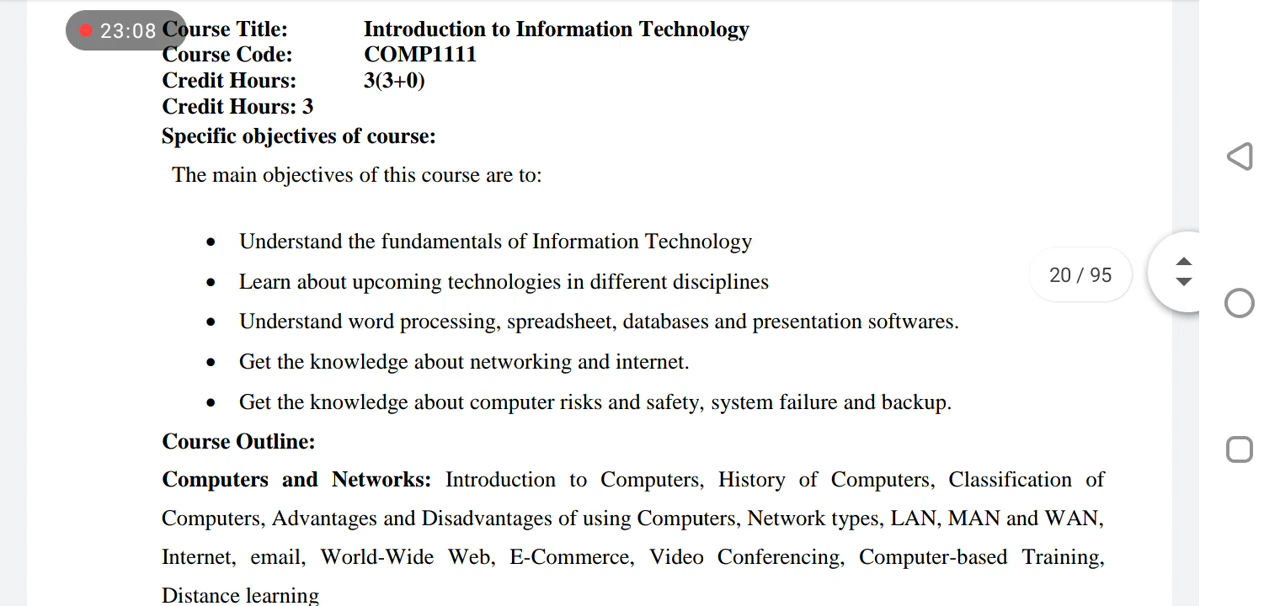 23:08
Course Title: Introduction to Information Technology
Course Code: COMP1111
Credit Hours: 3(3+0)
Credit Hours: 3
Specific objectives of course:
The main objectives of this course are to:
• Understand the fundamentals of Information Technology
• Learn about upcoming technologies in different disciplines
• Understand word processing, spreadsheet, databases and presentation softwares.
• Get the knowledge about networking and internet.
• Get the knowledge about computer risks and safety, system failure and backup.
20 / 95
Course Outline:
Computers and Networks: Introduction to Computers, History of Computers, Classification of
Computers, Advantages and Disadvantages of using Computers, Network types, LAN, MAN and WAN,
Internet, email, World-Wide Web, E-Commerce, Video Conferencing, Computer-based Training,
Distance learning